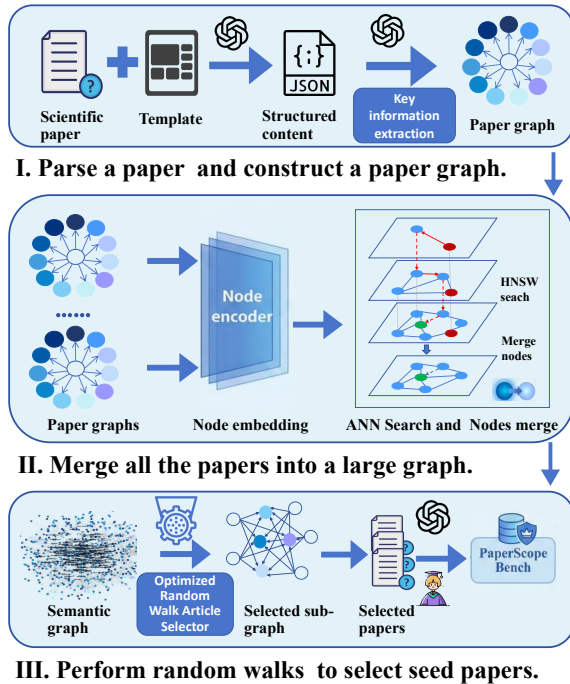 {;}
JSON
?
Scientific
paper
Template
Structured
content
Key
information
extraction
Paper graph
I. Parse a paper and construct a paper graph.
Node
encoder
HNSW
seach
Merge
nodes
Paper graphs
Node embedding
ANN Search and Nodes merge
II. Merge all the papers into a large graph.
Semantic
graph
Optimized
Random
Walk Article
Selector
Selected sub-
graph
?
?
?
Selected
papers
PaperScope
Bench
III. Perform random walks to select seed papers.